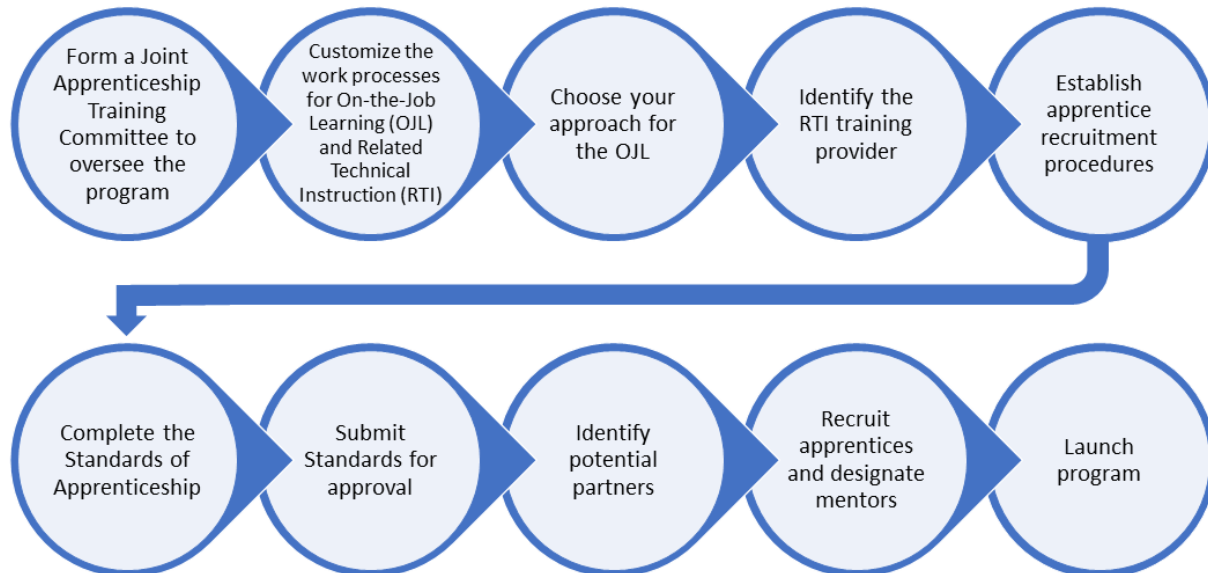 Form a Joint
Apprenticeship
Training
Committee to
oversee the
program
Customize the
work processes
for On-the-Job
Learning (OJL)
and Related
Technical
Instruction (RTI)
Choose your
approach for
the OJL
Identify the
RTI training
provider
Establish
apprentice
recruitment
procedures
Complete the
Standards of
Apprenticeship
Submit
Standards for
approval
Identify
potential
partners
Recruit
apprentices
and designate
mentors
Launch
program